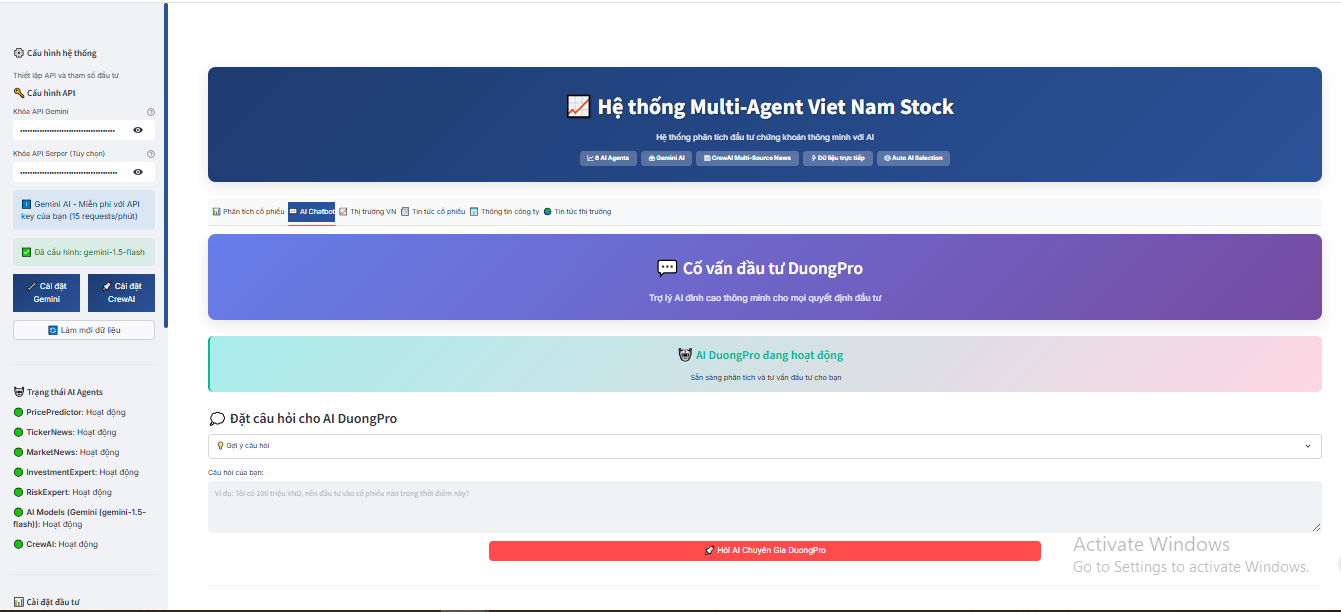 Cấu hình hệ thống
Thiết lập API và tham số đầu tư
Cấu hình API
Khóa API Gemini
Khóa API Serper (Tùy chọn)
Gemini AI - Miễn phí với API
key của bạn (15 requests/phút)
Đã cấu hình: gemini-1.5-flash
Cài đặt
Gemini
Cài đặt
CrewAI
Làm mới dữ liệu
Trạng thái AI Agents
PricePredictor: Hoạt động
TickerNews: Hoạt động
MarketNews: Hoạt động
InvestmentExpert: Hoạt động
RiskExpert: Hoạt động
AI Models (Gemini (gemini-1.5-
flash)): Hoạt động
CrewAI: Hoạt động
Cài đặt đầu tư
Hệ thống Multi-Agent Viet Nam Stock
Hệ thống phân tích đầu tư chứng khoán thông minh với AI
6 AI Agents
Gemini AI
CrewAI Multi-Source News
Dữ liệu trực tiếp
Auto AI Selection
Phân tích cổ phiếu
AI Chatbot
Thị trường VN
Tin tức cổ phiếu
Thông tin công ty
Tin tức thị trường
Cố vấn đầu tư DuongPro
Trợ lý AI đỉnh cao thông minh cho mọi quyết định đầu tư
AI DuongPro đang hoạt động
Sẵn sàng phân tích và tư vấn đầu tư cho bạn
Đặt câu hỏi cho AI DuongPro
Gợi ý câu hỏi
Câu hỏi của bạn:
Ví dụ: Tôi có 100 triệu VND, nên đầu tư vào cổ phiếu nào trong thời điểm này?
Hỏi AI Chuyên Gia DuongPro
Activate Windows
Go to Settings to activate Windows.